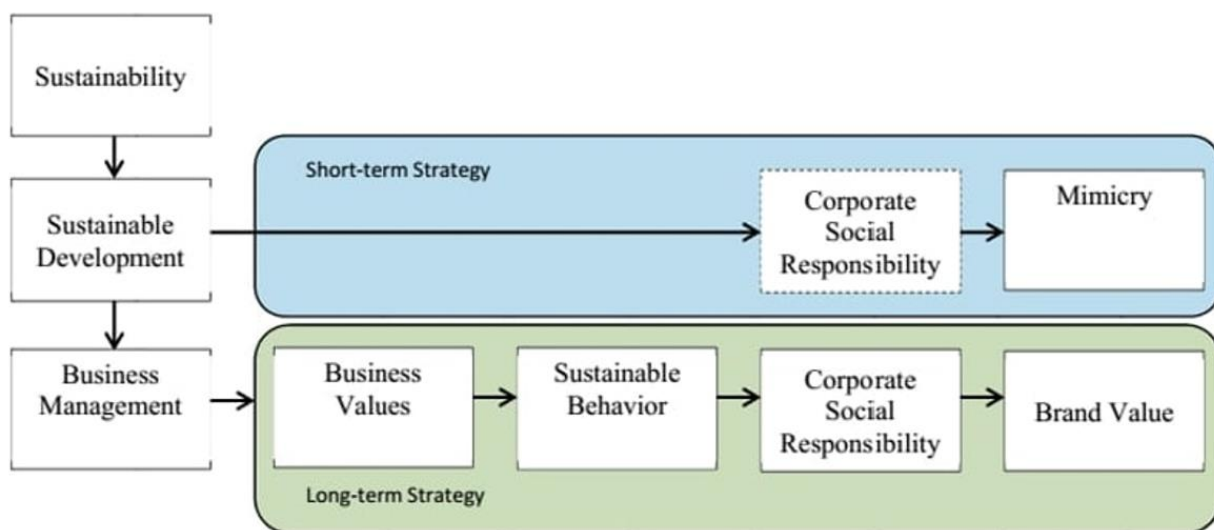 Sustainability
Short-term Strategy
Sustainable
Development
Corporate
Social
Responsibility
Mimicry
Business
Management
Business
Values
Sustainable
Behavior
Corporate
Social
Responsibility
Brand Value
Long-term Strategy